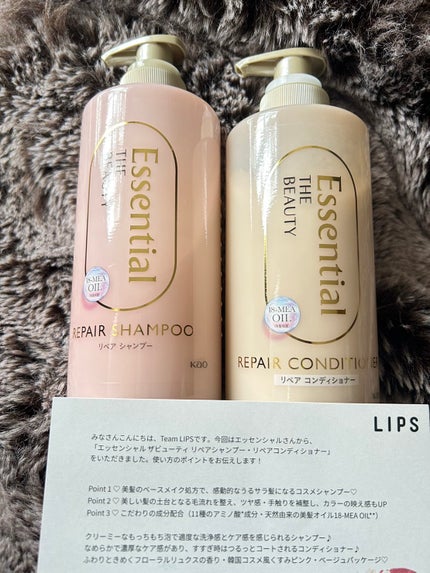 Essential
THE
BEAUTY
18-MEA
OIL
REPAIR SHAMPOO
リペア シャンプー
Kao
Essential
THE
BEAUTY
18-MEA
OIL
REPAIR CONDITIONER
リペア コンディショナー
LIPS
みなさんこんにちは、Team LIPSです。今回はエッセンシャルさんから、
「エッセンシャル ザビューティ リペアシャンプー・リペアコンディショナー」
をいただきました。使い方のポイントをお伝えします！
Point 1 ♡ 美髪のベースメイク処方で、感動的なうるサラ髪になるコスメシャンプー♡
Point 2 ♡ 美しい髪の土台となる毛流れを整え、ツヤ感・手触りを補整し、カラーの映え感もUP
Point 3 ♡ こだわりの成分配合（11種のアミノ酸*成分・天然由来の美髪オイル18-MEA OIL**）
クリーミーなもっちもち泡で適度な洗浄感とケア感を感じられるシャンプー♪
なめらかで濃厚なケア感があり、すすぎ時はつるっとコートされるコンディショナー♪
ふわりときめくフローラルリュクスの香り・韓国コスメ風くすみピンク・ベージュパッケージ♡